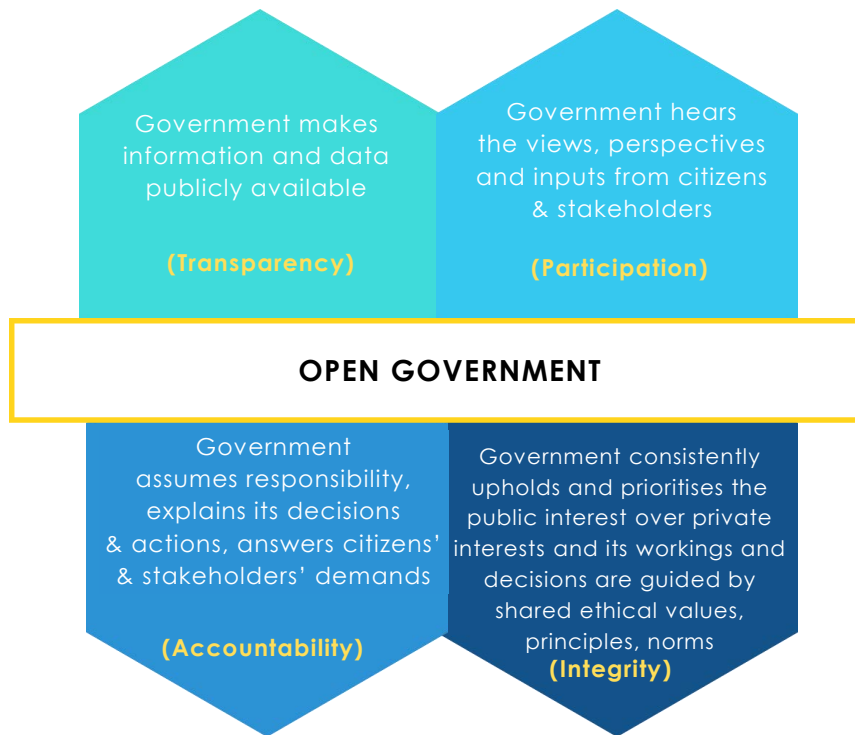 Government makes
information and data
publicly available
(Transparency)
Government hears
the views, perspectives
and inputs from citizens
& stakeholders
(Participation)
OPEN GOVERNMENT
Government
assumes responsibility,
explains its decisions
& actions, answers citizens’
& stakeholders’ demands
(Accountability)
Government consistently
upholds and prioritises the
public interest over private
interests and its workings and
decisions are guided by
shared ethical values,
principles, norms
(Integrity)